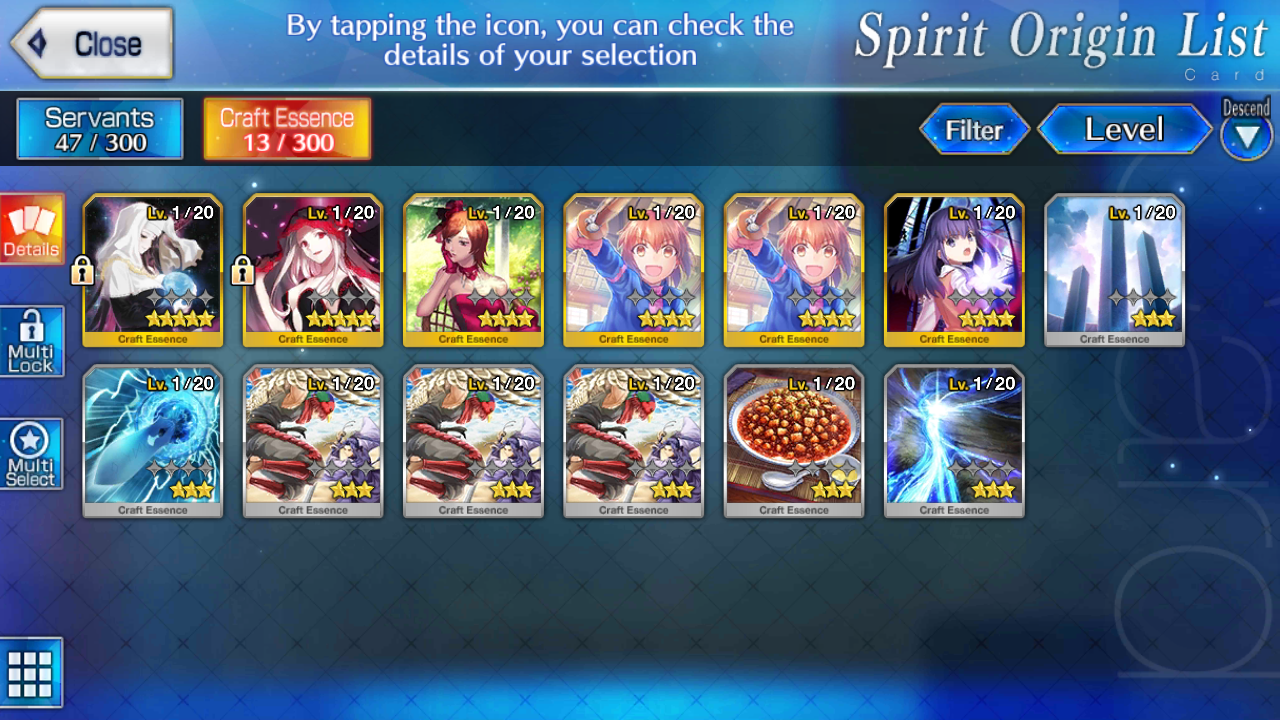 Close
By tapping the icon, you can check the
details of your selection
Spirit Origin List
Card
Servants
47 / 300
Craft Essence
13 / 300
Filter
Level
Descend
Details
Lv. 1/20
Lv. 1/20
Lv. 1/20
Lv. 1/20
Lv. 1/20
Lv. 1/20
Lv. 1/20
Craft Essence
Craft Essence
Craft Essence
Craft Essence
Craft Essence
Craft Essence
Craft Essence
Multi
Lock
Lv. 1/20
Lv. 1/20
Lv. 1/20
Lv. 1/20
Lv. 1/20
Lv. 1/20
Multi
Select
Craft Essence
Craft Essence
Craft Essence
Craft Essence
Craft Essence
Craft Essence